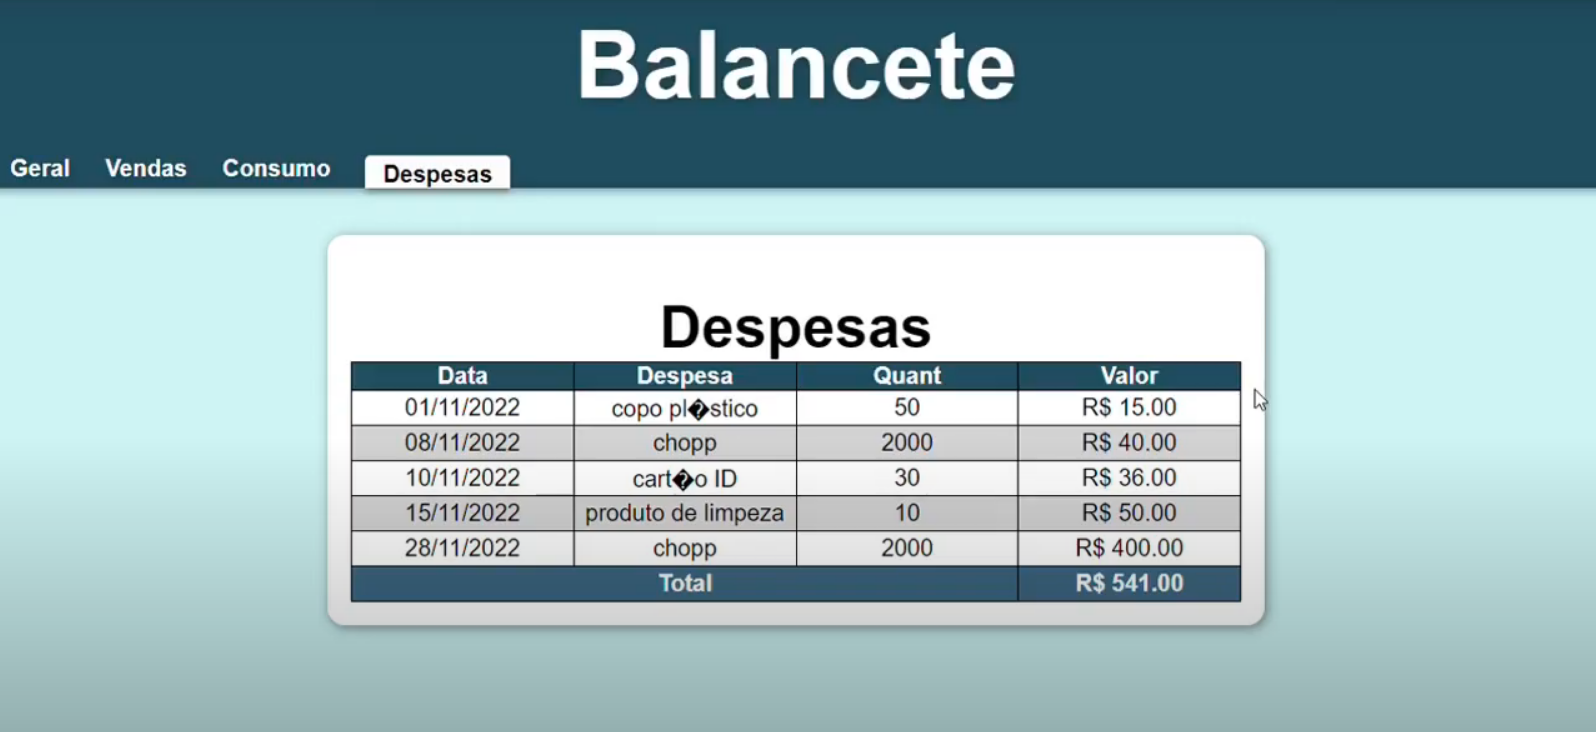 Balancete
Geral Vendas Consumo Despesas
Despesas
Data Despesa Quant Valor
01/11/2022 copo pl�stico 50 R$ 15.00
08/11/2022 chopp 2000 R$ 40.00
10/11/2022 cart�o ID 30 R$ 36.00
15/11/2022 produto de limpeza 10 R$ 50.00
28/11/2022 chopp 2000 R$ 400.00
Total R$ 541.00